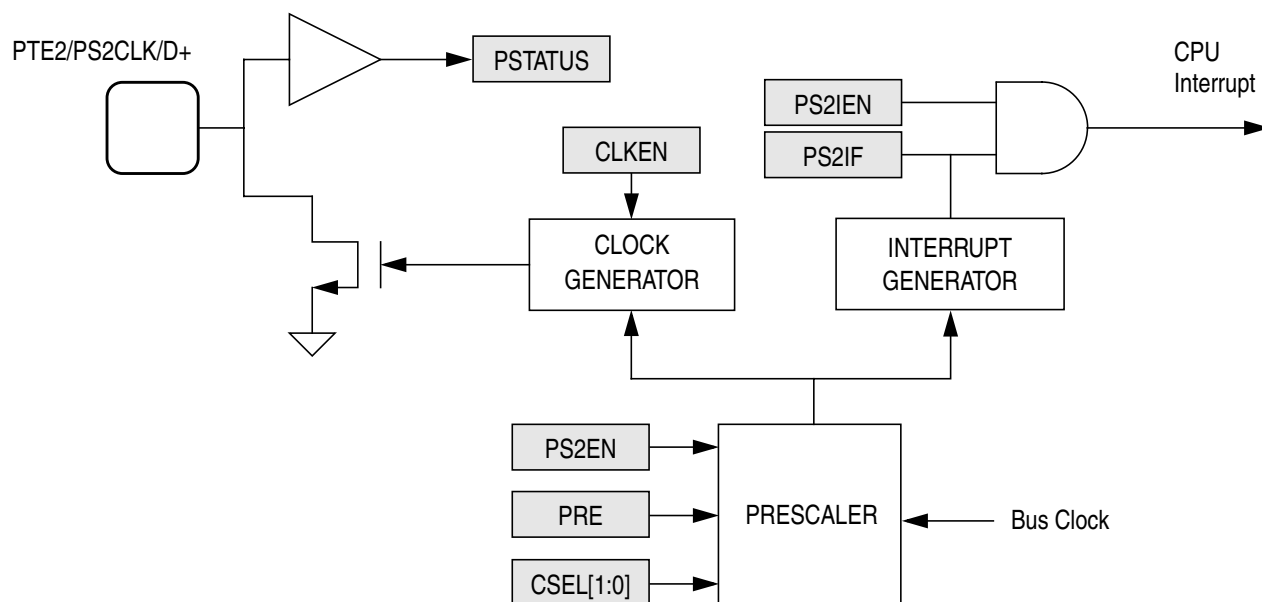 PTE2/PS2CLK/D+
PSTATUS
CPU
Interrupt
PS2IEN
PS2IF
CLKEN
CLOCK
GENERATOR
INTERRUPT
GENERATOR
PS2EN
PRE
CSEL[1:0]
PRESCALER
Bus Clock